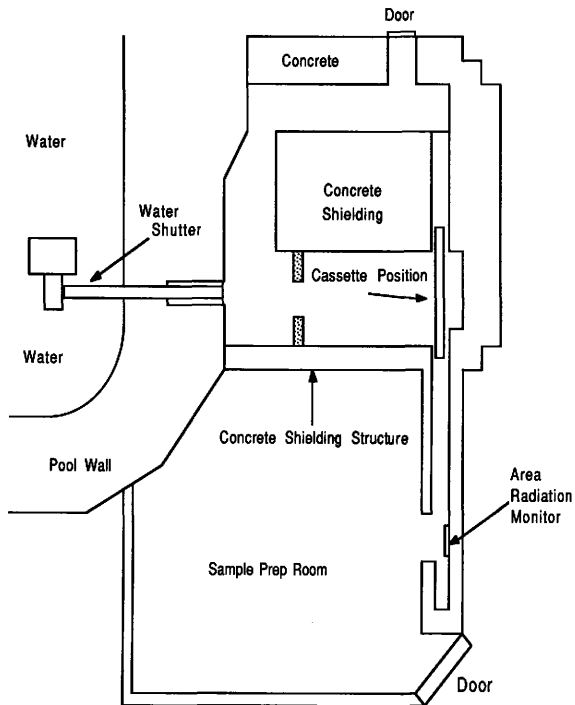 Door
Concrete
Water
Water
Shutter
Concrete
Shielding
Cassette Position
Water
Concrete Shielding Structure
Pool Wall
Area
Radiation
Monitor
Sample Prep Room
Door